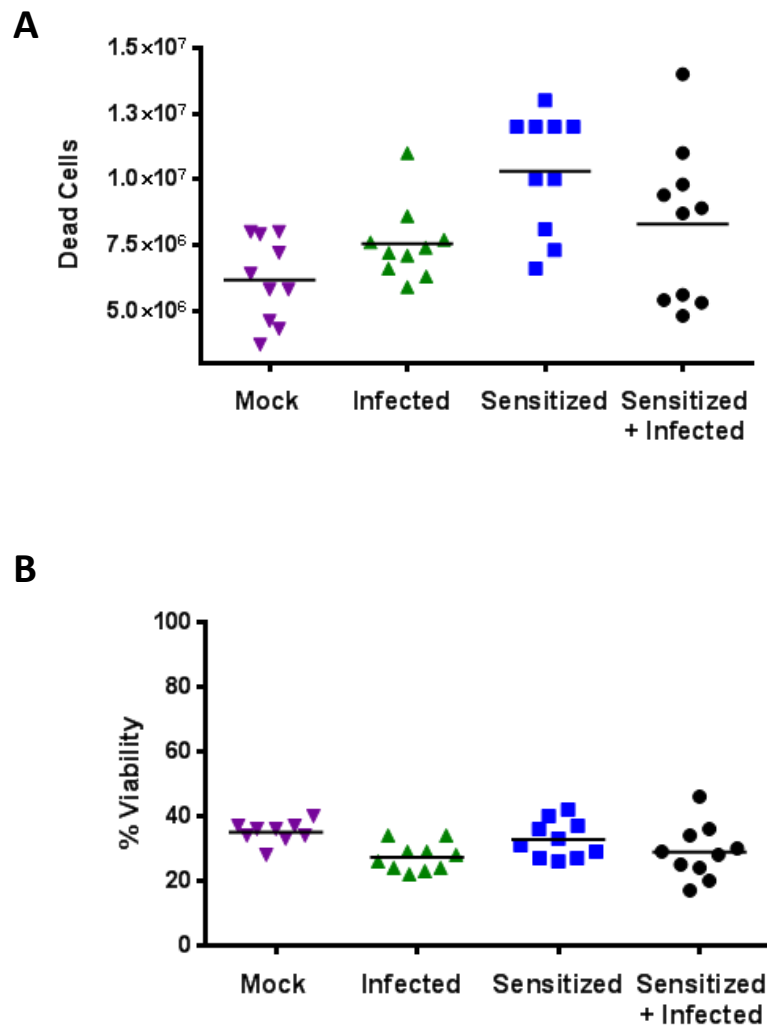 A
1.5×10⁷
1.3×10⁷
1.0×10⁷
7.5×10⁶
5.0×10⁶
Dead Cells
Mock
Infected
Sensitized
Sensitized
+ Infected
B
100
80
60
40
20
0
% Viability
Mock
Infected
Sensitized
Sensitized
+ Infected